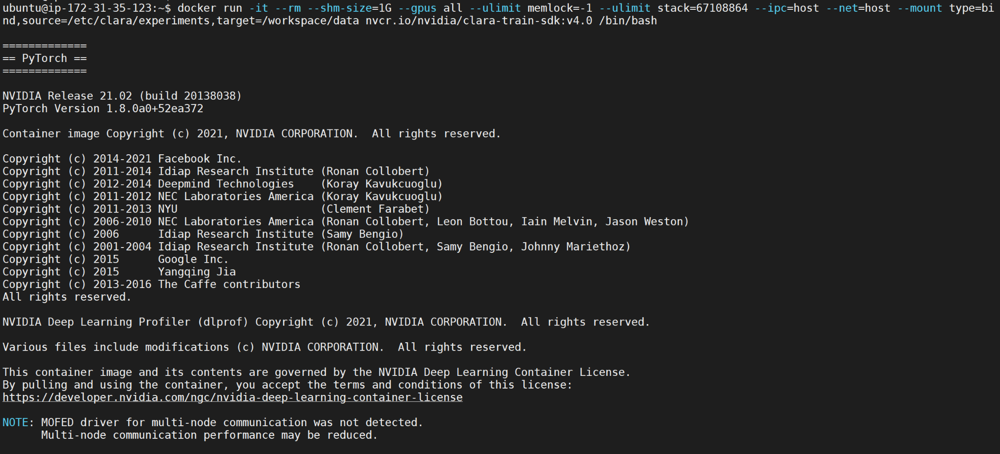 ubuntu@ip-172-31-35-123:~$ docker run -it --rm --shm-size=1G --gpus all --ulimit memlock=-1 --ulimit stack=67108864 --ipc=host --net=host --mount type=bi
nd,source=/etc/clara/experiments,target=/workspace/data nvcr.io/nvidia/clara-train-sdk:v4.0 /bin/bash
=============
== PyTorch ==
=============
NVIDIA Release 21.02 (build 20138038)
PyTorch Version 1.8.0a0+52ea372
Container image Copyright (c) 2021, NVIDIA CORPORATION.  All rights reserved.
Copyright (c) 2014-2021 Facebook Inc.
Copyright (c) 2011-2014 Idiap Research Institute (Ronan Collobert)
Copyright (c) 2012-2014 Deepmind Technologies    (Koray Kavukcuoglu)
Copyright (c) 2011-2012 NEC Laboratories America (Koray Kavukcuoglu)
Copyright (c) 2011-2013 NYU                      (Clement Farabet)
Copyright (c) 2006-2010 NEC Laboratories America (Ronan Collobert, Leon Bottou, Iain Melvin, Jason Weston)
Copyright (c) 2006      Idiap Research Institute (Samy Bengio)
Copyright (c) 2001-2004 Idiap Research Institute (Ronan Collobert, Samy Bengio, Johnny Mariethoz)
Copyright (c) 2015      Google Inc.
Copyright (c) 2015      Yangqing Jia
Copyright (c) 2013-2016 The Caffe contributors
All rights reserved.
NVIDIA Deep Learning Profiler (dlprof) Copyright (c) 2021, NVIDIA CORPORATION.  All rights reserved.
Various files include modifications (c) NVIDIA CORPORATION.  All rights reserved.
This container image and its contents are governed by the NVIDIA Deep Learning Container License.
By pulling and using the container, you accept the terms and conditions of this license:
https://developer.nvidia.com/ngc/nvidia-deep-learning-container-license
NOTE: MOFED driver for multi-node communication was not detected.
      Multi-node communication performance may be reduced.